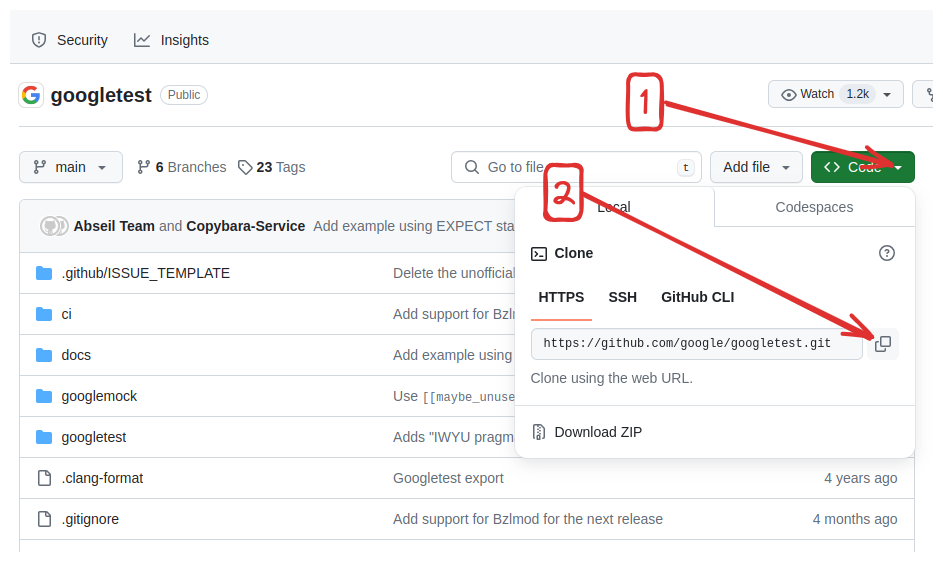 Security Insights
googletest Public 1
Watch 1.2k
main 6 Branches 23 Tags Go to file t Add file Code
2
Local Codespaces
Abseil Team and Copybara-Service Add example using EXPECT sta
Clone
.github/ISSUE_TEMPLATE Delete the unofficial
HTTPS SSH GitHub CLI
ci Add support for Bzl
https://github.com/google/googletest.git
docs Add example using
Clone using the web URL.
googlemock Use [[maybe_unuse
Download ZIP
googletest Adds "IWYU pragm
.clang-format Googletest export 4 years ago
.gitignore Add support for Bzlmod for the next release 4 months ago